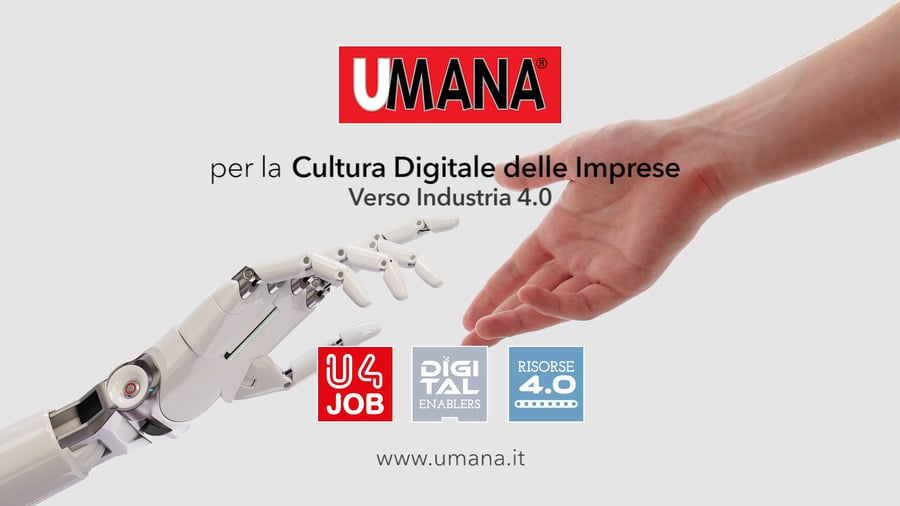 UMANA®
per la Cultura Digitale delle Imprese
Verso Industria 4.0
U4
JOB
DIGI
TAL
ENABLERS
RISORSE
4.0
www.umana.it